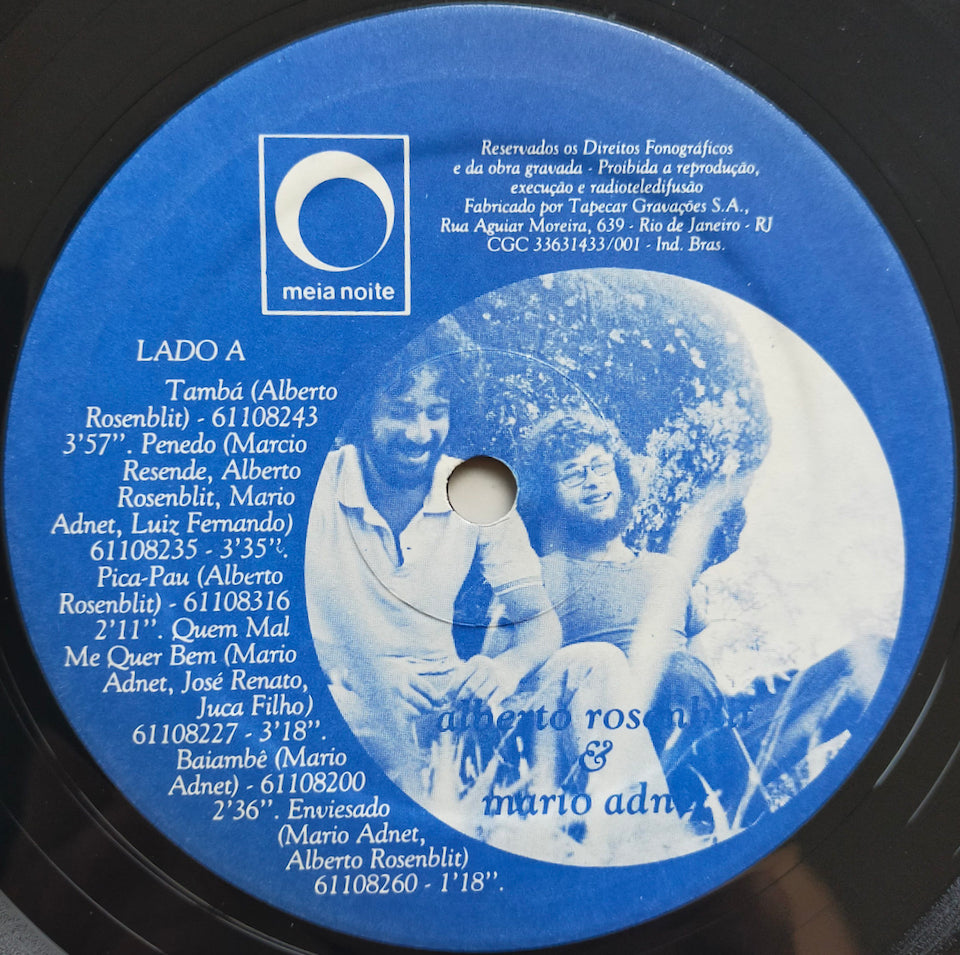 meia noite
Reservados os Direitos Fonográficos
e da obra gravada - Proibida a reprodução,
execução e radioteledifusão
Fabricado por Tapecar Gravações S.A.,
Rua Aguiar Moreira, 639 - Rio de Janeiro - RJ
CGC 33631433/001 - Ind. Bras.
LADO A
Tambá (Alberto
Rosenblit) - 61108243
3'57". Penedo (Marcio
Resende, Alberto
Rosenblit, Mario
Adnet, Luiz Fernando)
61108235 - 3'35".
Pica-Pau (Alberto
Rosenblit) - 61108316
2'11". Quem Mal
Me Quer Bem (Mario
Adnet, José Renato,
Juca Filho)
61108227 - 3'18".
Baiambê (Mario
Adnet) - 61108200
2'36". Enviesado
(Mario Adnet,
Alberto Rosenblit)
61108260 - 1'18".
alberto rosenblit
&
mario adnet